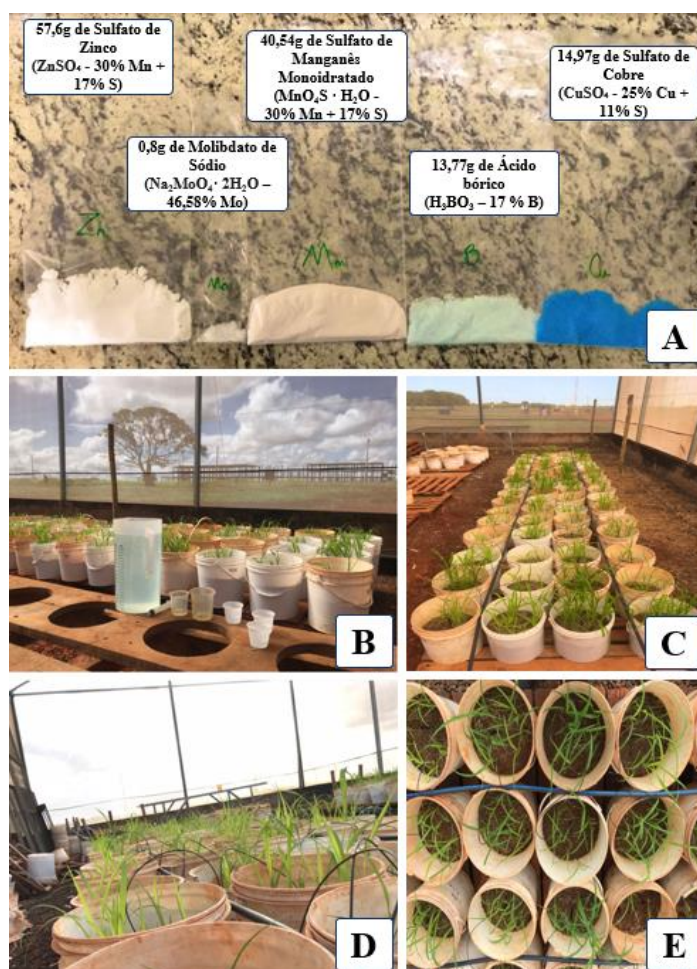 57,6g de Sulfato de
Zinco
(ZnSO₄ - 30% Mn +
17% S)
40,54g de Sulfato de
Manganês
Monoidratado
(MnO₄S · H₂O -
30% Mn + 17% S)
14,97g de Sulfato de
Cobre
(CuSO₄ - 25% Cu +
11% S)
0,8g de Molibdato de
Sódio
(Na₂MoO₄· 2H₂O –
46,58% Mo)
13,77g de Ácido
bórico
(H₃BO₃ – 17 % B)
Zn
Mo
Mn
B
Cu
A
B
C
D
E